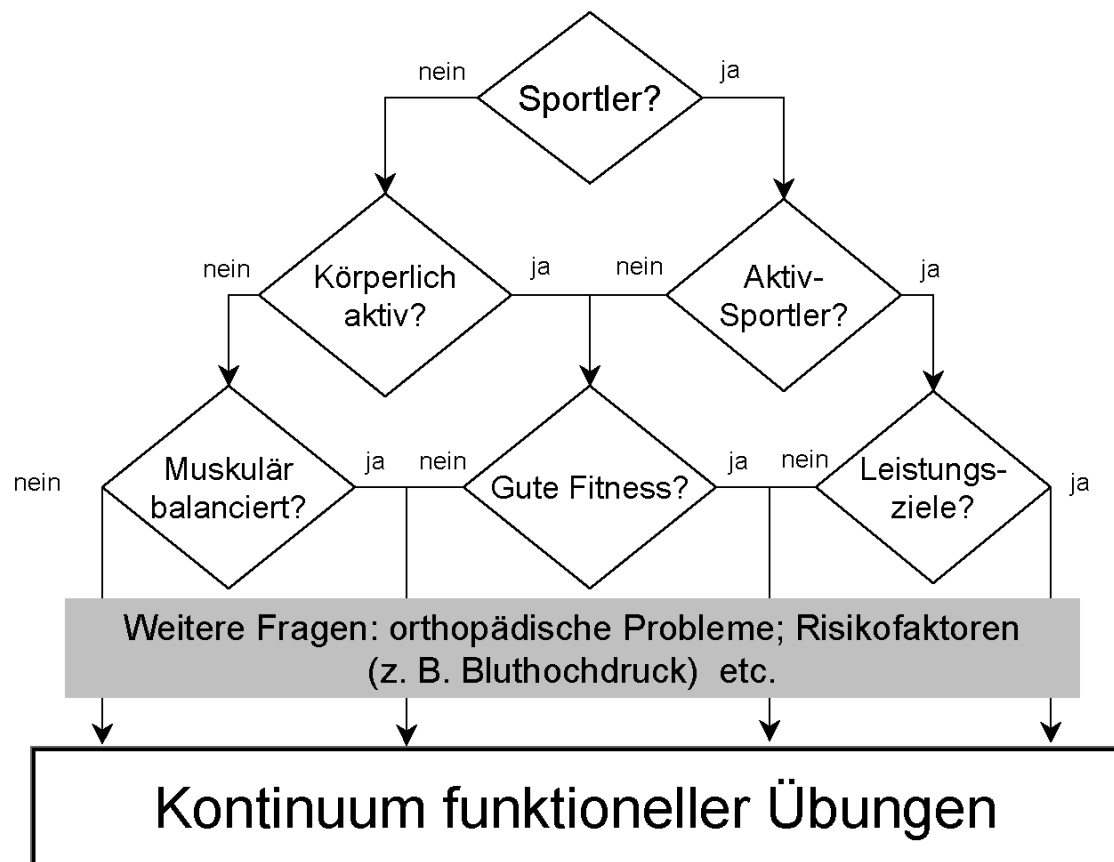 nein
Sportler?
ja
nein
Körperlich
aktiv?
ja
nein
Aktiv-
Sportler?
ja
nein
Muskulär
balanciert?
ja
nein
Gute Fitness?
ja
nein
Leistungs-
ziele?
ja
Weitere Fragen: orthopädische Probleme; Risikofaktoren
(z. B. Bluthochdruck) etc.
Kontinuum funktioneller Übungen